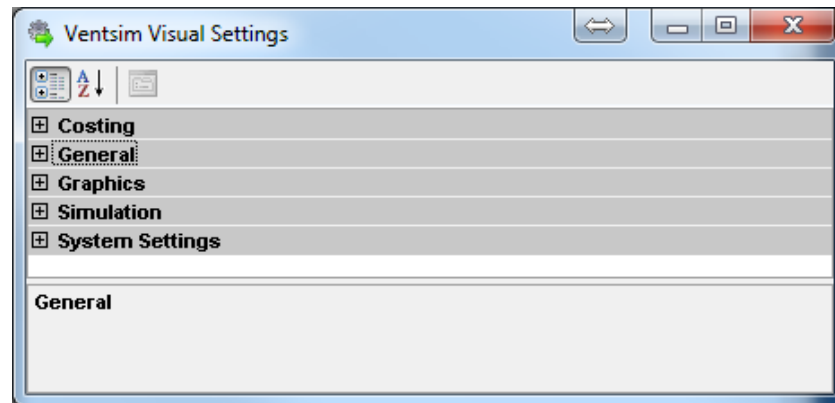 Ventsim Visual Settings
A
Z
Costing
General
Graphics
Simulation
System Settings
General